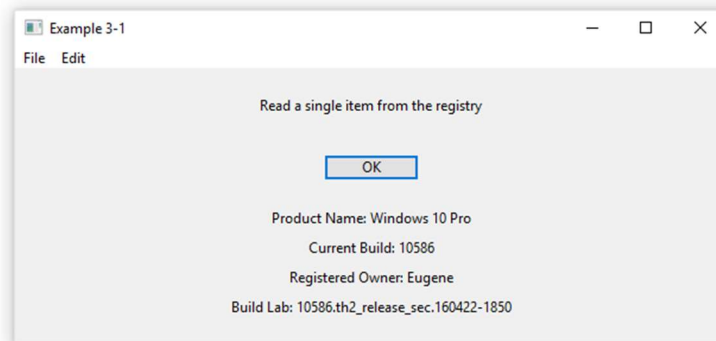 Example 3-1
File Edit
Read a single item from the registry
OK
Product Name: Windows 10 Pro
Current Build: 10586
Registered Owner: Eugene
Build Lab: 10586.th2_release_sec.160422-1850